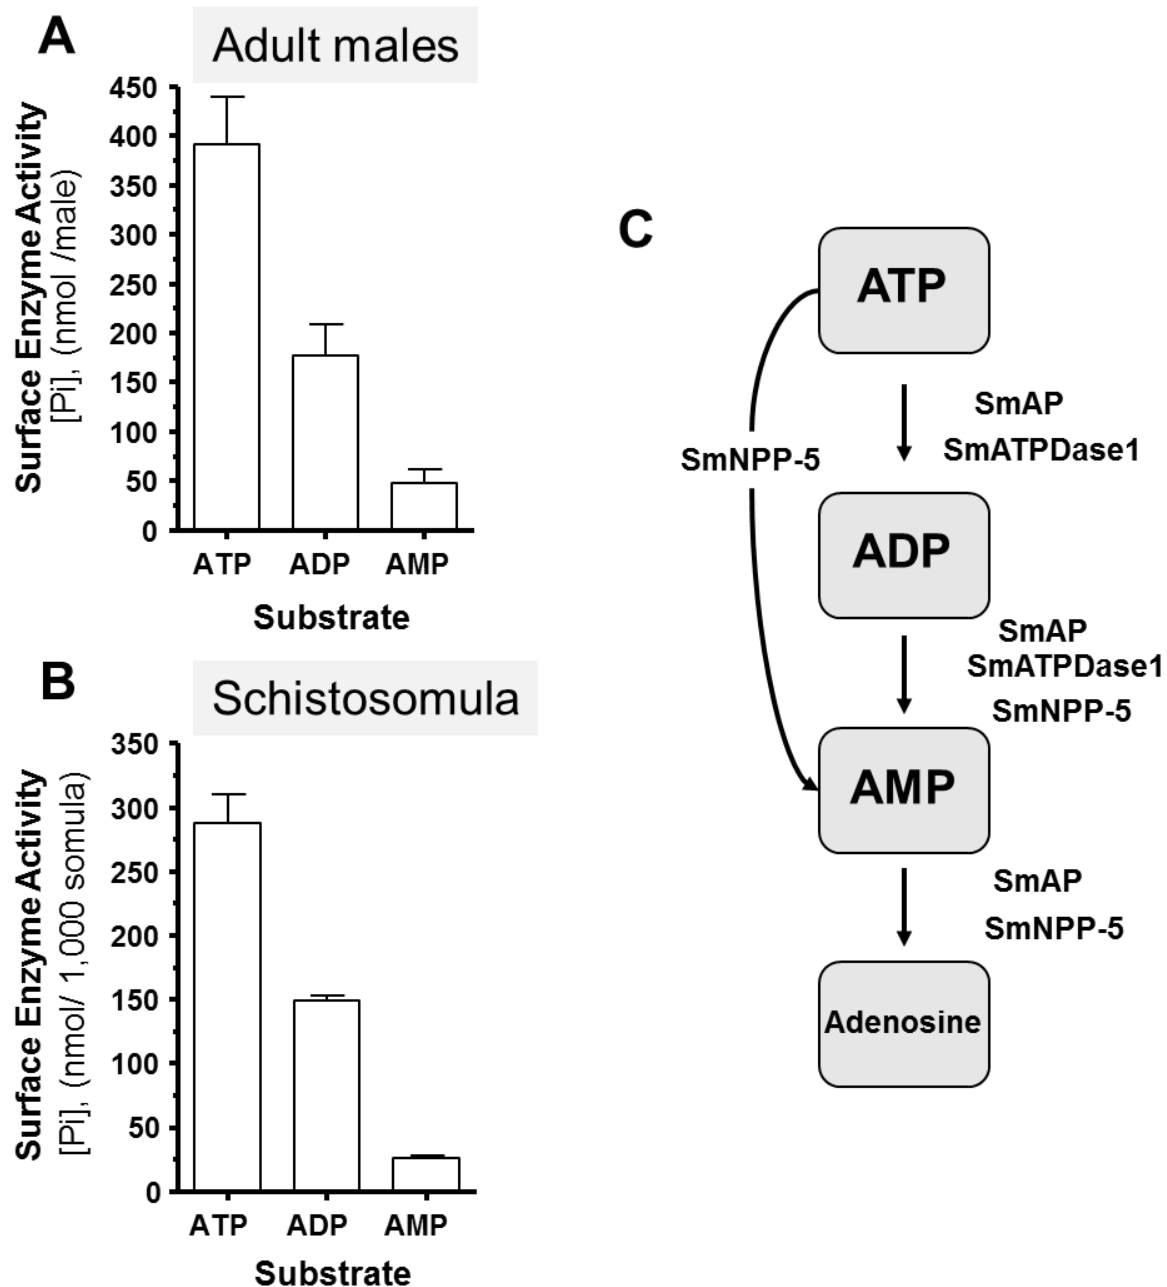 A
Adult males
Surface Enzyme Activity
[Pi], (nmol /male)
450
400
350
300
250
200
150
100
50
0
ATP ADP AMP
Substrate
B
Schistosomula
Surface Enzyme Activity
[Pi], (nmol/ 1,000 somula)
350
300
250
200
150
100
50
0
ATP ADP AMP
Substrate
C
ATP
SmAP
SmATPDase1
SmNPP-5
ADP
SmAP
SmATPDase1
SmNPP-5
AMP
SmAP
SmNPP-5
Adenosine